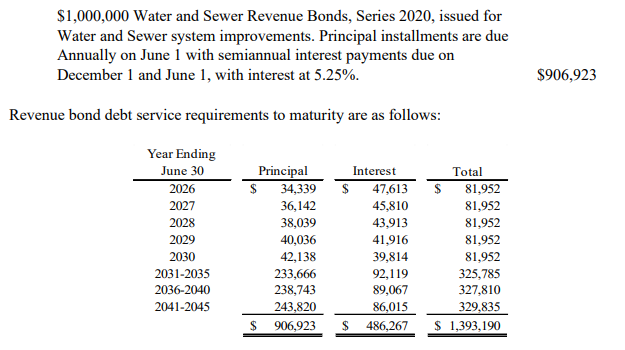 $1,000,000 Water and Sewer Revenue Bonds, Series 2020, issued for
Water and Sewer system improvements. Principal installments are due
Annually on June 1 with semiannual interest payments due on
December 1 and June 1, with interest at 5.25%. $906,923
Revenue bond debt service requirements to maturity are as follows:
Year Ending
June 30 Principal Interest Total
2026 $ 34,339 $ 47,613 $ 81,952
2027 36,142 45,810 81,952
2028 38,039 43,913 81,952
2029 40,036 41,916 81,952
2030 42,138 39,814 81,952
2031-2035 233,666 92,119 325,785
2036-2040 238,743 89,067 327,810
2041-2045 243,820 86,015 329,835
$ 906,923 $ 486,267 $ 1,393,190